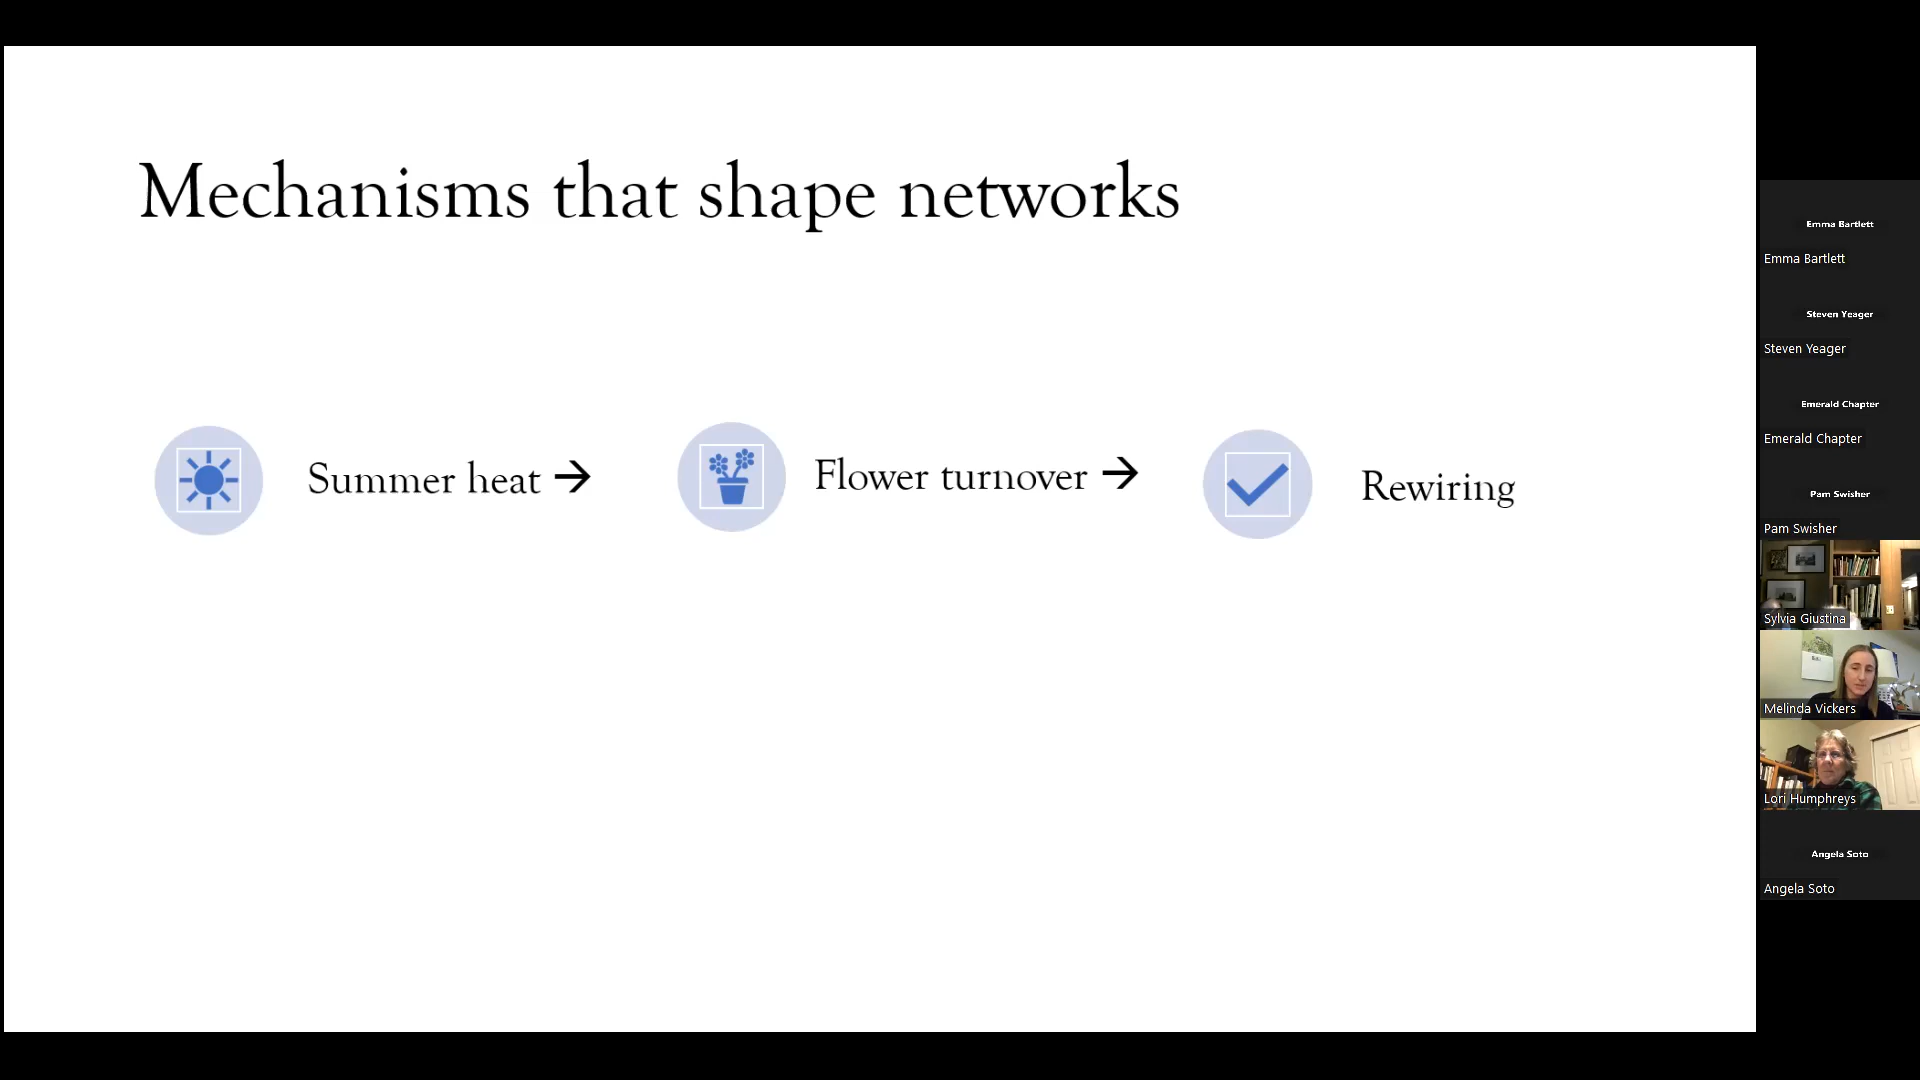 Mechanisms that shape networks
Summer heat →
Flower turnover →
Rewiring
Emma Bartlett
Emma Bartlett
Steven Yeager
Steven Yeager
Emerald Chapter
Emerald Chapter
Pam Swisher
Pam Swisher
Sylvia Giustina
Melinda Vickers
Lori Humphreys
Angela Soto
Angela Soto